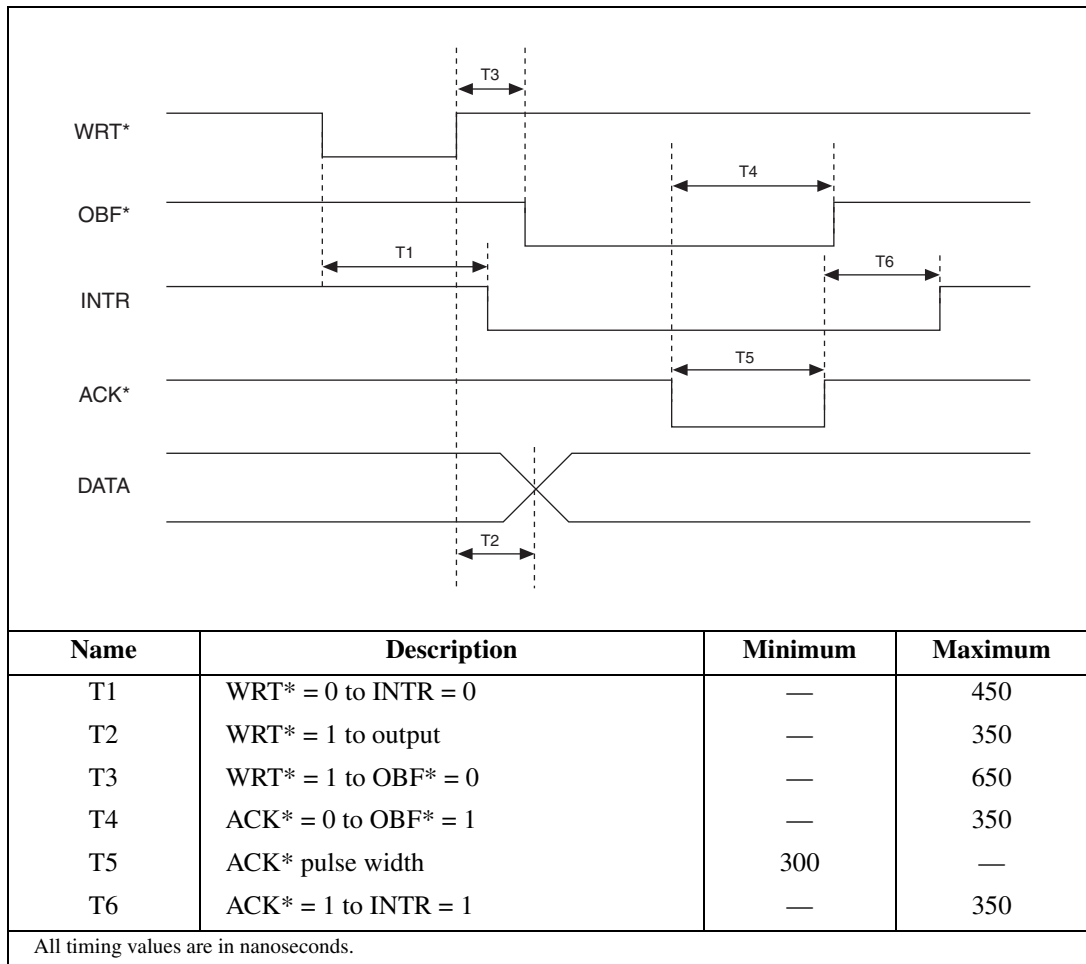 T3
WRT*
T4
OBF*
T1
T6
INTR
T5
ACK*
DATA
T2
Name Description Minimum Maximum
T1 WRT* = 0 to INTR = 0 — 450
T2 WRT* = 1 to output — 350
T3 WRT* = 1 to OBF* = 0 — 650
T4 ACK* = 0 to OBF* = 1 — 350
T5 ACK* pulse width 300 —
T6 ACK* = 1 to INTR = 1 — 350
All timing values are in nanoseconds.